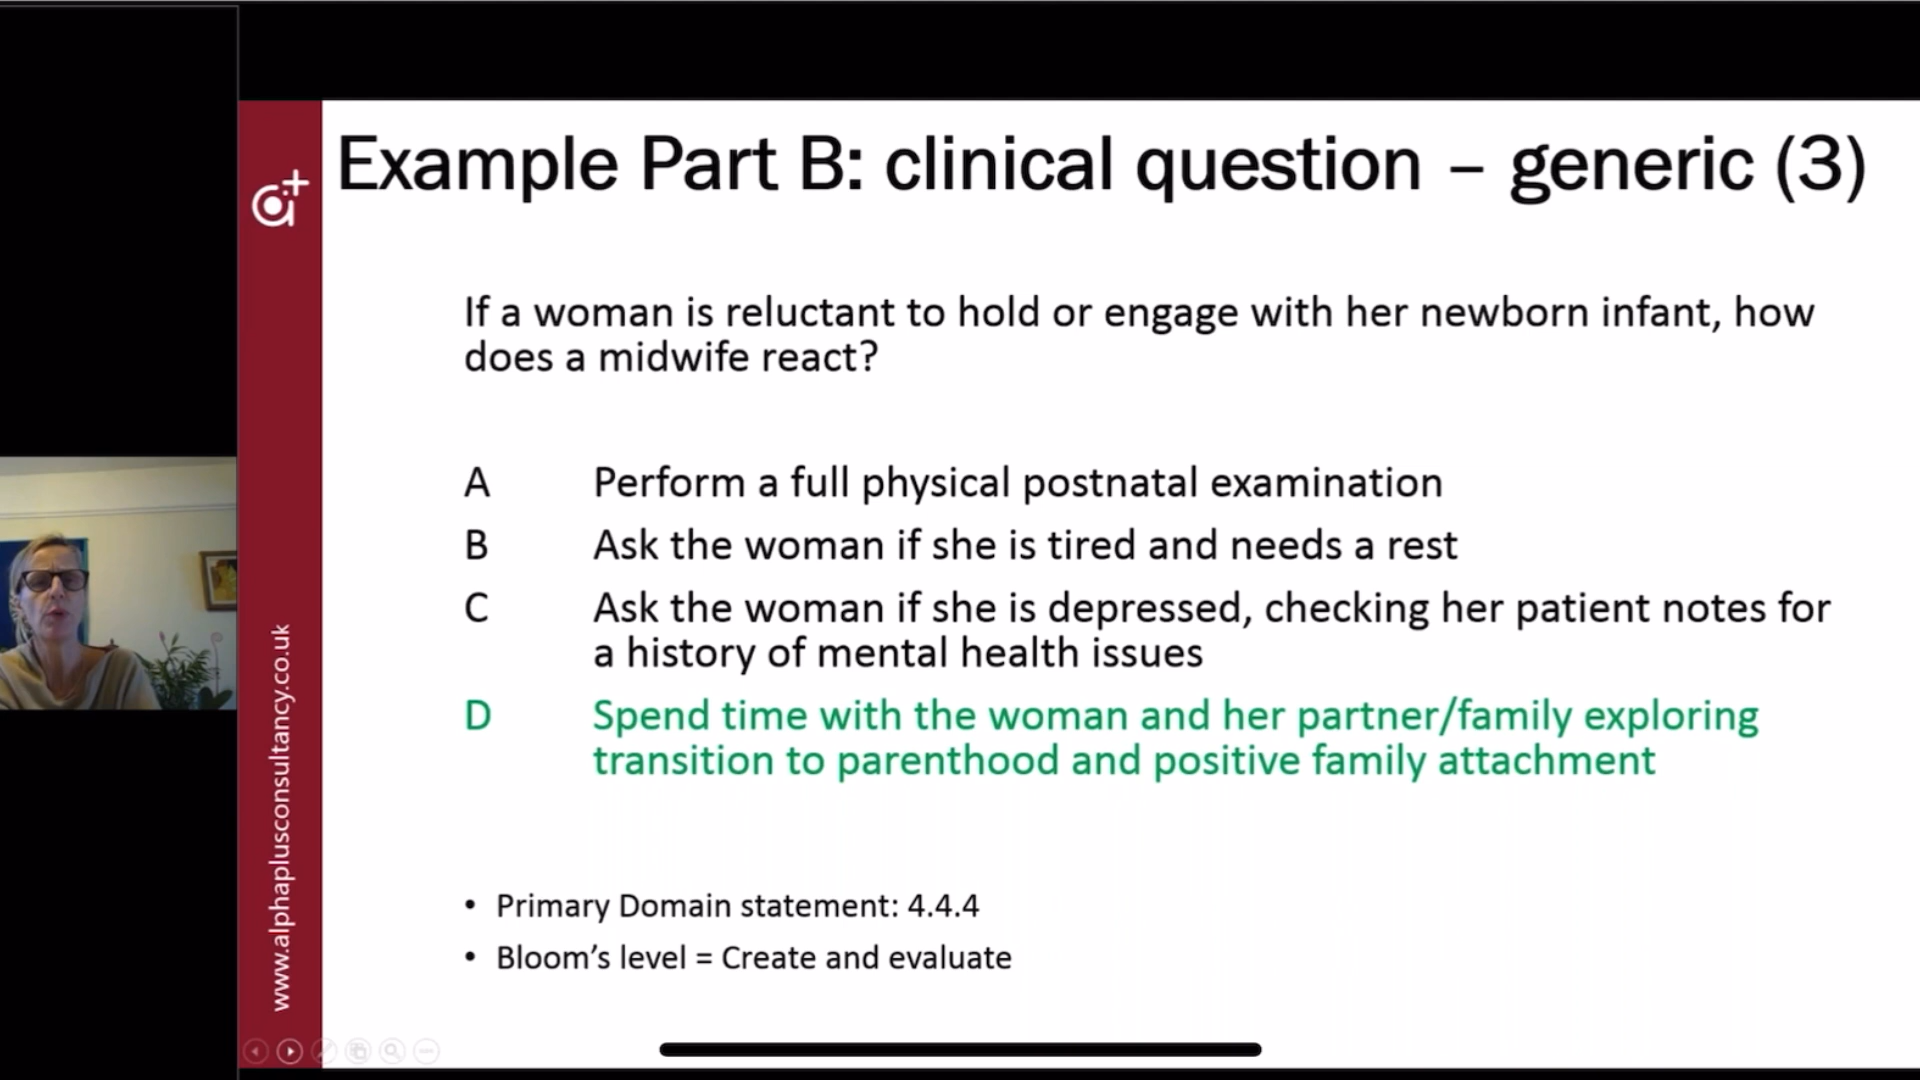 Example Part B: clinical question – generic (3)
If a woman is reluctant to hold or engage with her newborn infant, how
does a midwife react?
A Perform a full physical postnatal examination
B Ask the woman if she is tired and needs a rest
C Ask the woman if she is depressed, checking her patient notes for
a history of mental health issues
D Spend time with the woman and her partner/family exploring
transition to parenthood and positive family attachment
• Primary Domain statement: 4.4.4
• Bloom’s level = Create and evaluate
www.alphaplusconsultancy.co.uk